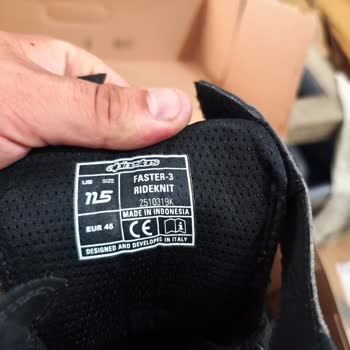 alpinestars
US SIZE
11.5
EUR 45
FASTER-3
RIDEKNIT
2510319K
MADE IN INDONESIA
CE
DESIGNED AND DEVELOPED IN ITALY